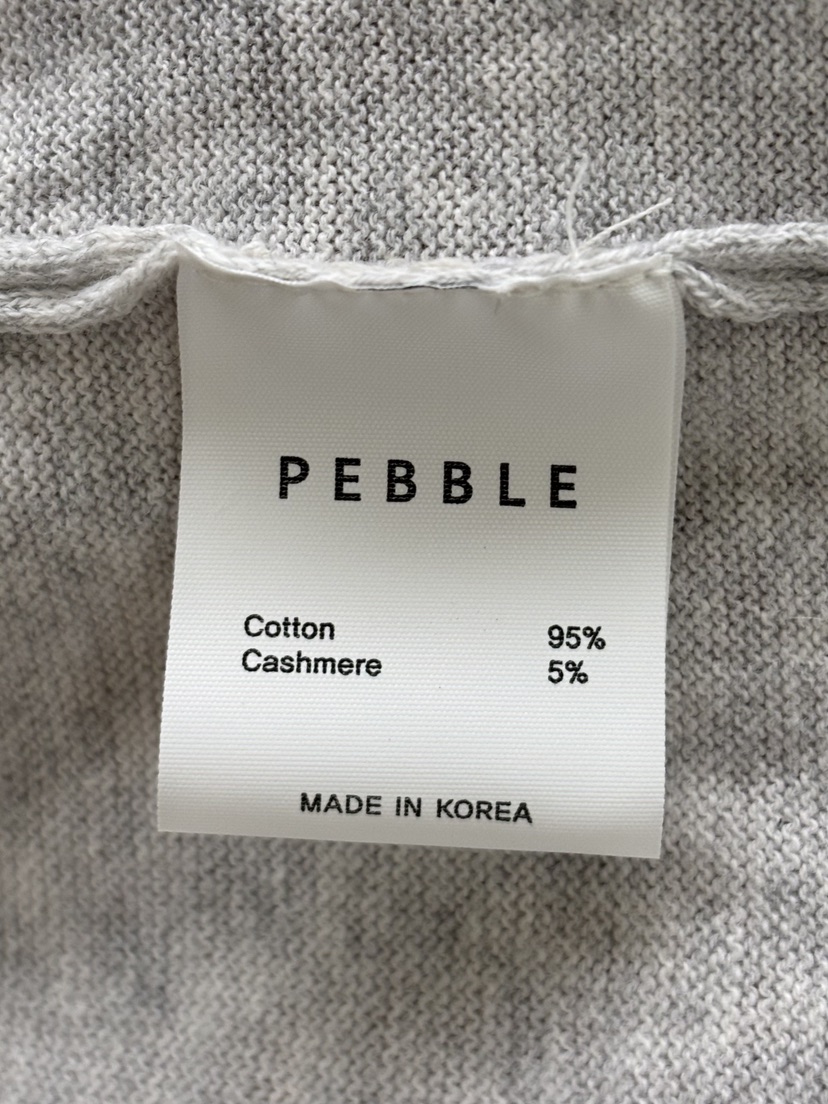 PEBBLE
Cotton 95%
Cashmere 5%
MADE IN KOREA